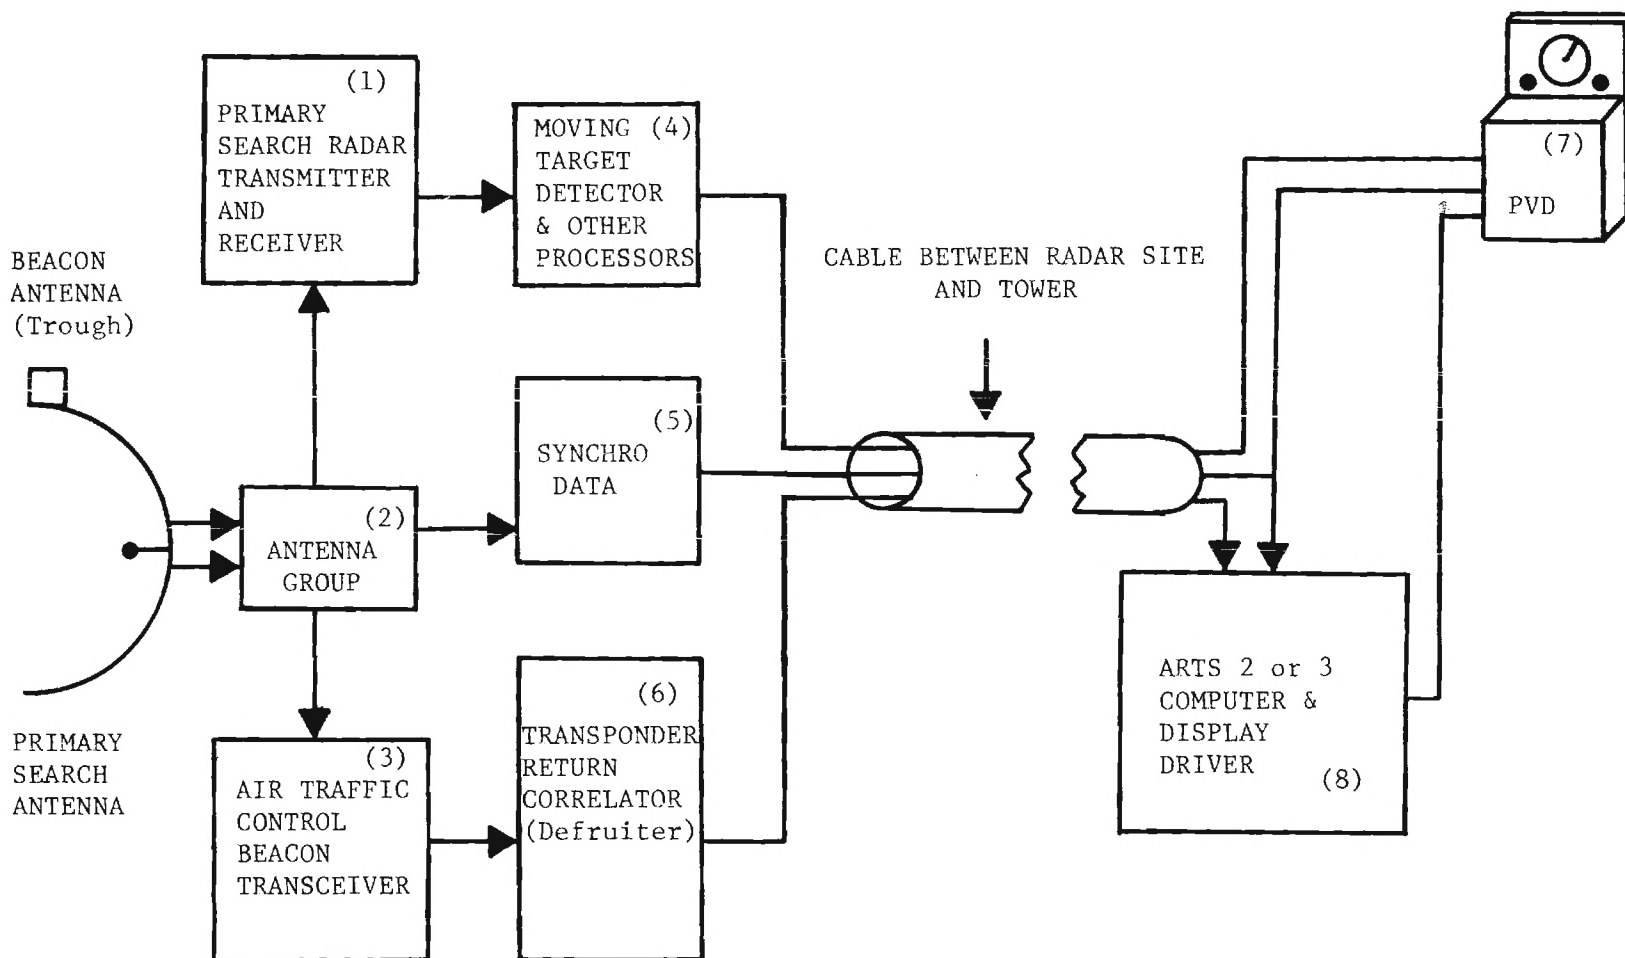 (1)
PRIMARY
SEARCH RADAR
TRANSMITTER
AND
RECEIVER
MOVING (4)
TARGET
DETECTOR
& OTHER
PROCESSORS
(7)
PVD
BEACON
ANTENNA
(Trough)
CABLE BETWEEN RADAR SITE
AND TOWER
(5)
SYNCHRO
DATA
(2)
ANTENNA
GROUP
PRIMARY
SEARCH
ANTENNA
(3)
AIR TRAFFIC
CONTROL
BEACON
TRANSCEIVER
(6)
TRANSPONDER
RETURN
CORRELATOR
(Defruiter)
ARTS 2 or 3
COMPUTER &
DISPLAY
DRIVER
(8)